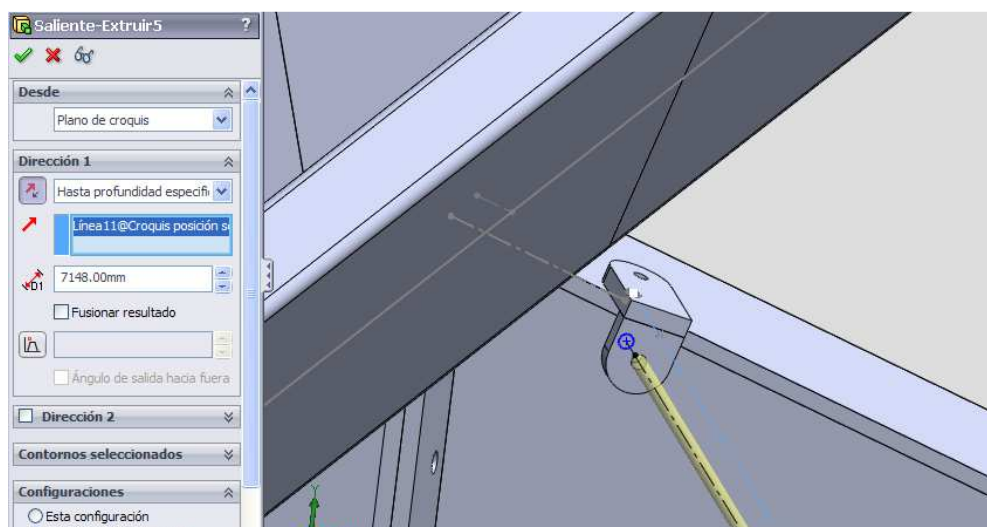 Saliente-Extruir5 ?
Desde
Plano de croquis
Dirección 1
Hasta profundidad especifi
Línea11@Croquis posición s
D1 7148.00mm
Fusionar resultado
Ángulo de salida hacia fuera
Dirección 2
Contornos seleccionados
Configuraciones
Esta configuración
Y